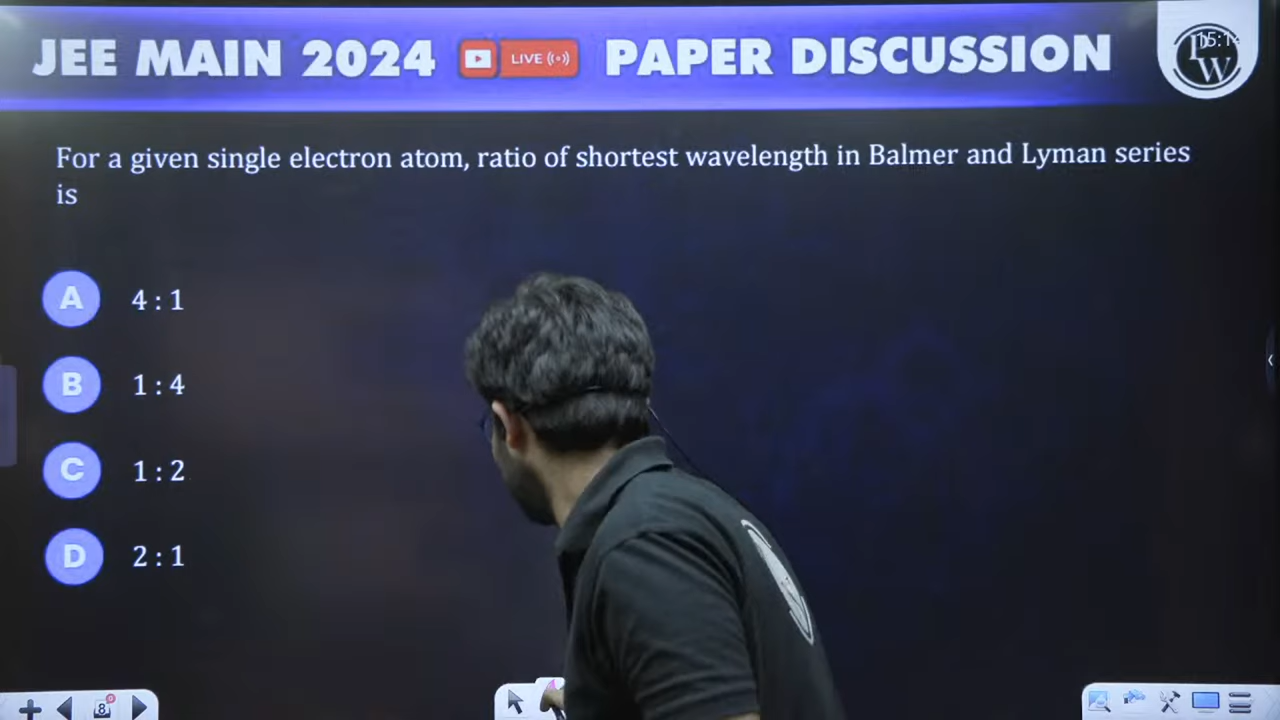 JEE MAIN 2024 LIVE PAPER DISCUSSION
For a given single electron atom, ratio of shortest wavelength in Balmer and Lyman series
is
A 4 : 1
B 1 : 4
C 1 : 2
D 2 : 1
8